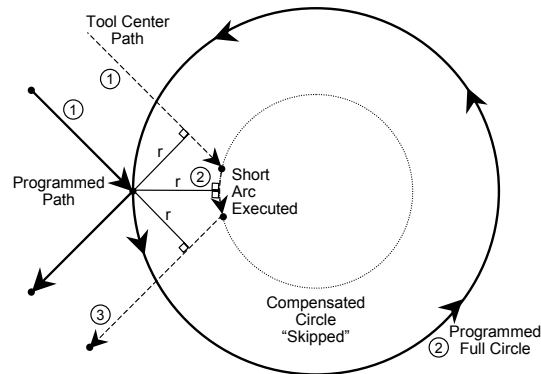 Tool Center
Path
1
1
r
Programmed
Path
r
2
Short
Arc
Executed
r
3
Compensated
Circle
“Skipped”
2
Programmed
Full Circle